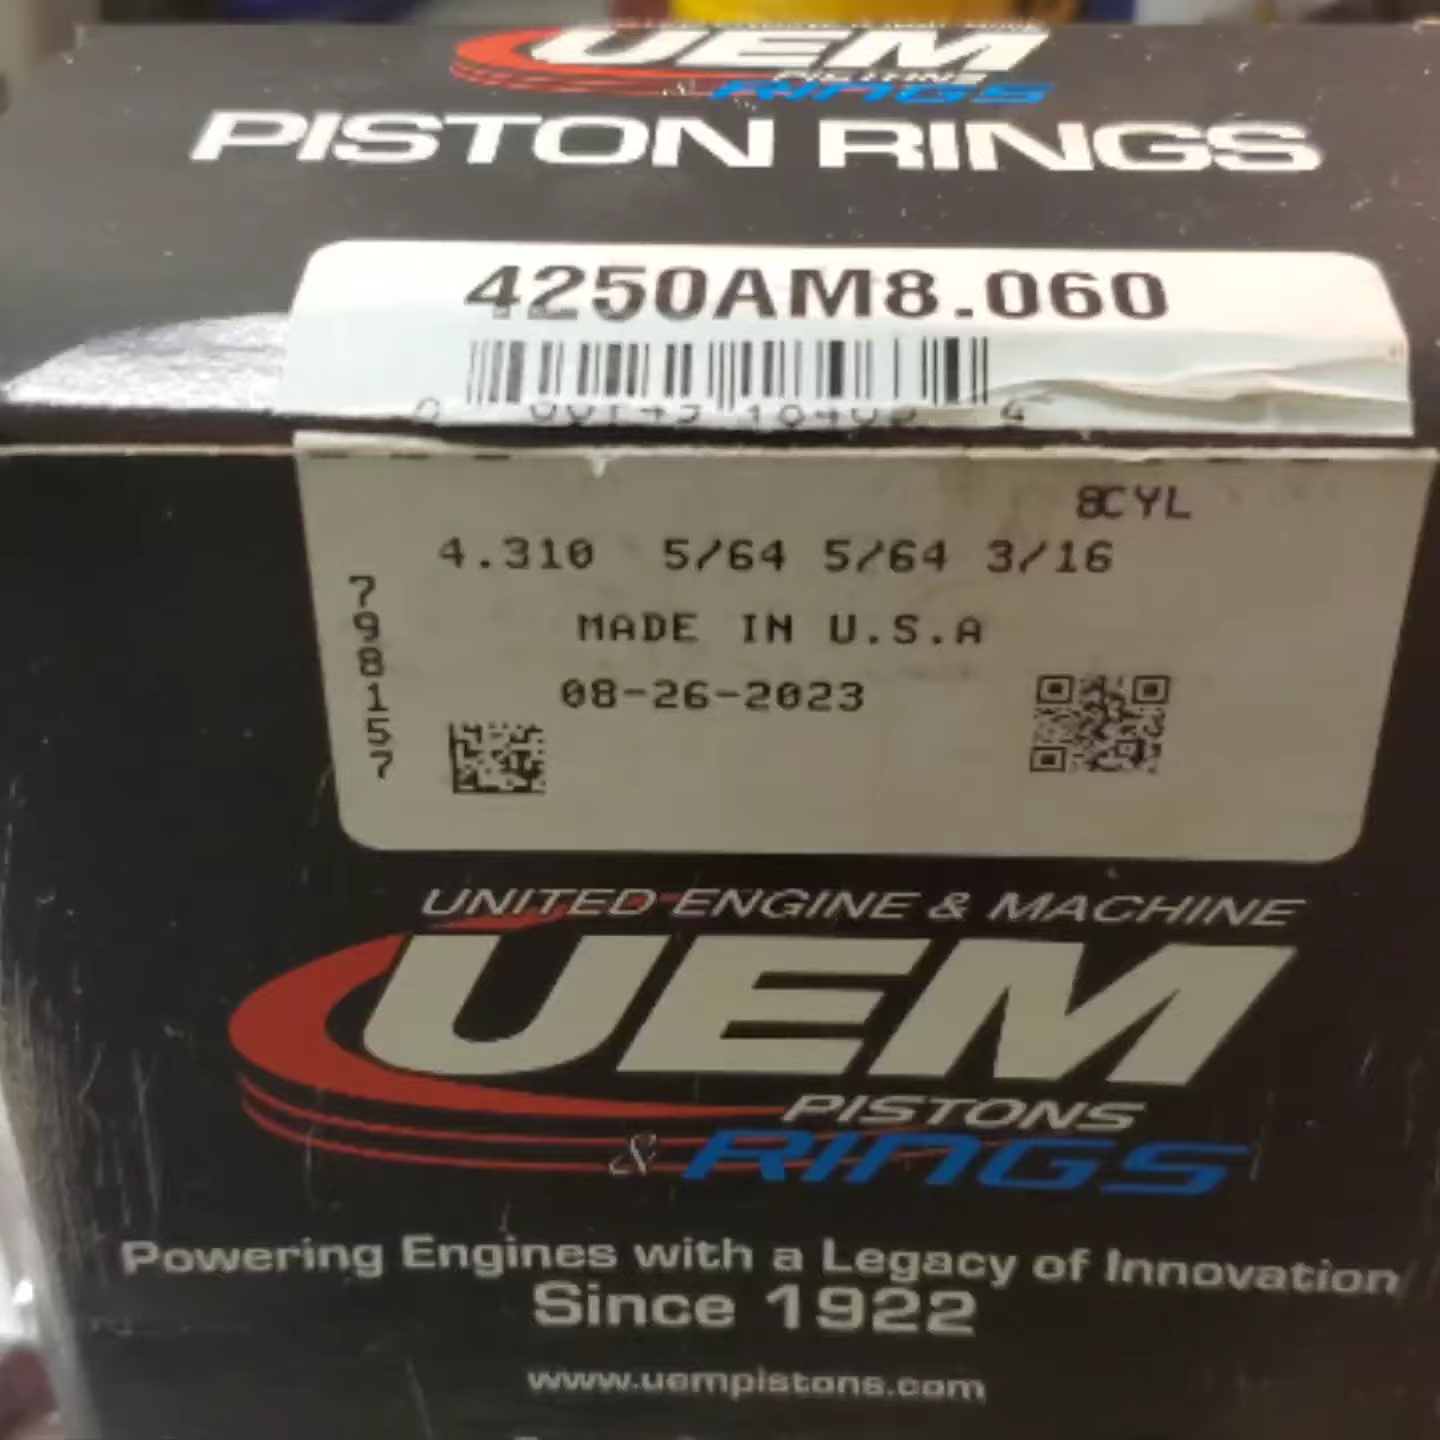 UEM
PISTONS
& RINGS
PISTON RINGS
4250AM8.060
8CYL
4.310 5/64 5/64 3/16
MADE IN U.S.A
08-26-2023
798157
UNITED ENGINE & MACHINE
UEM
PISTONS
& RINGS
Powering Engines with a Legacy of Innovation
Since 1922
www.uempistons.com